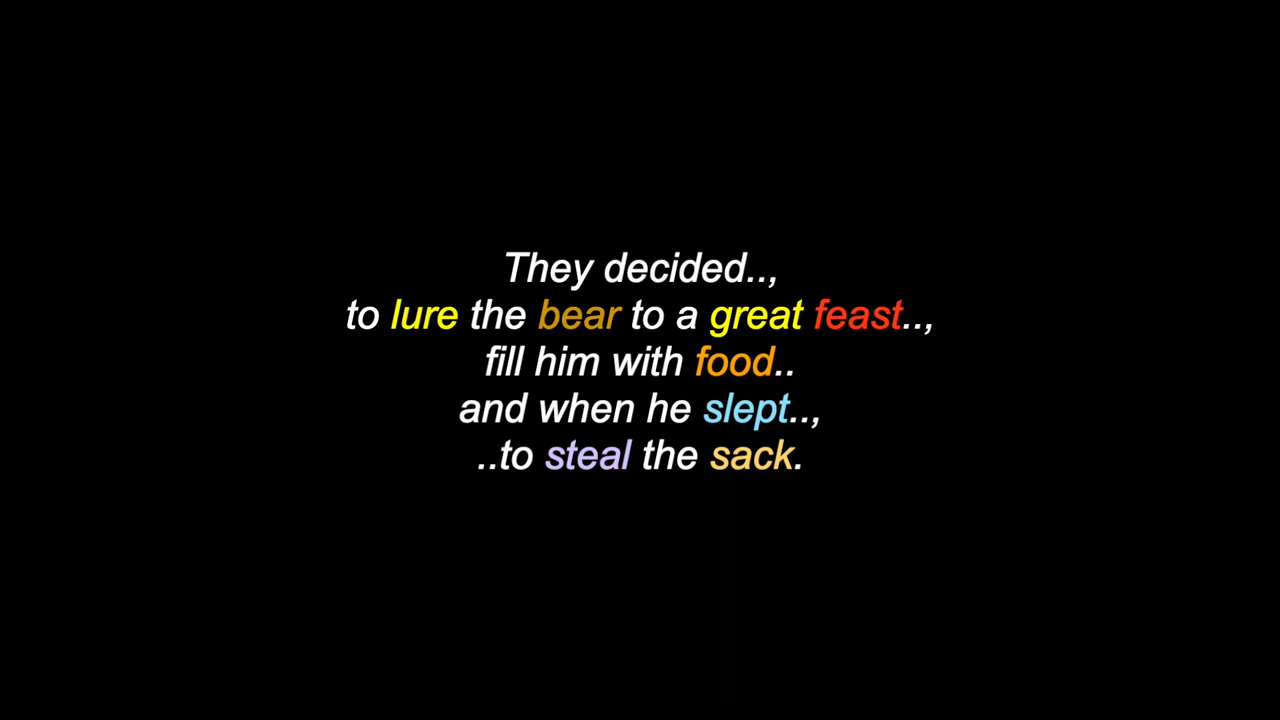 They decided..,
to lure the bear to a great feast..,
fill him with food..
and when he slept..,
..to steal the sack.